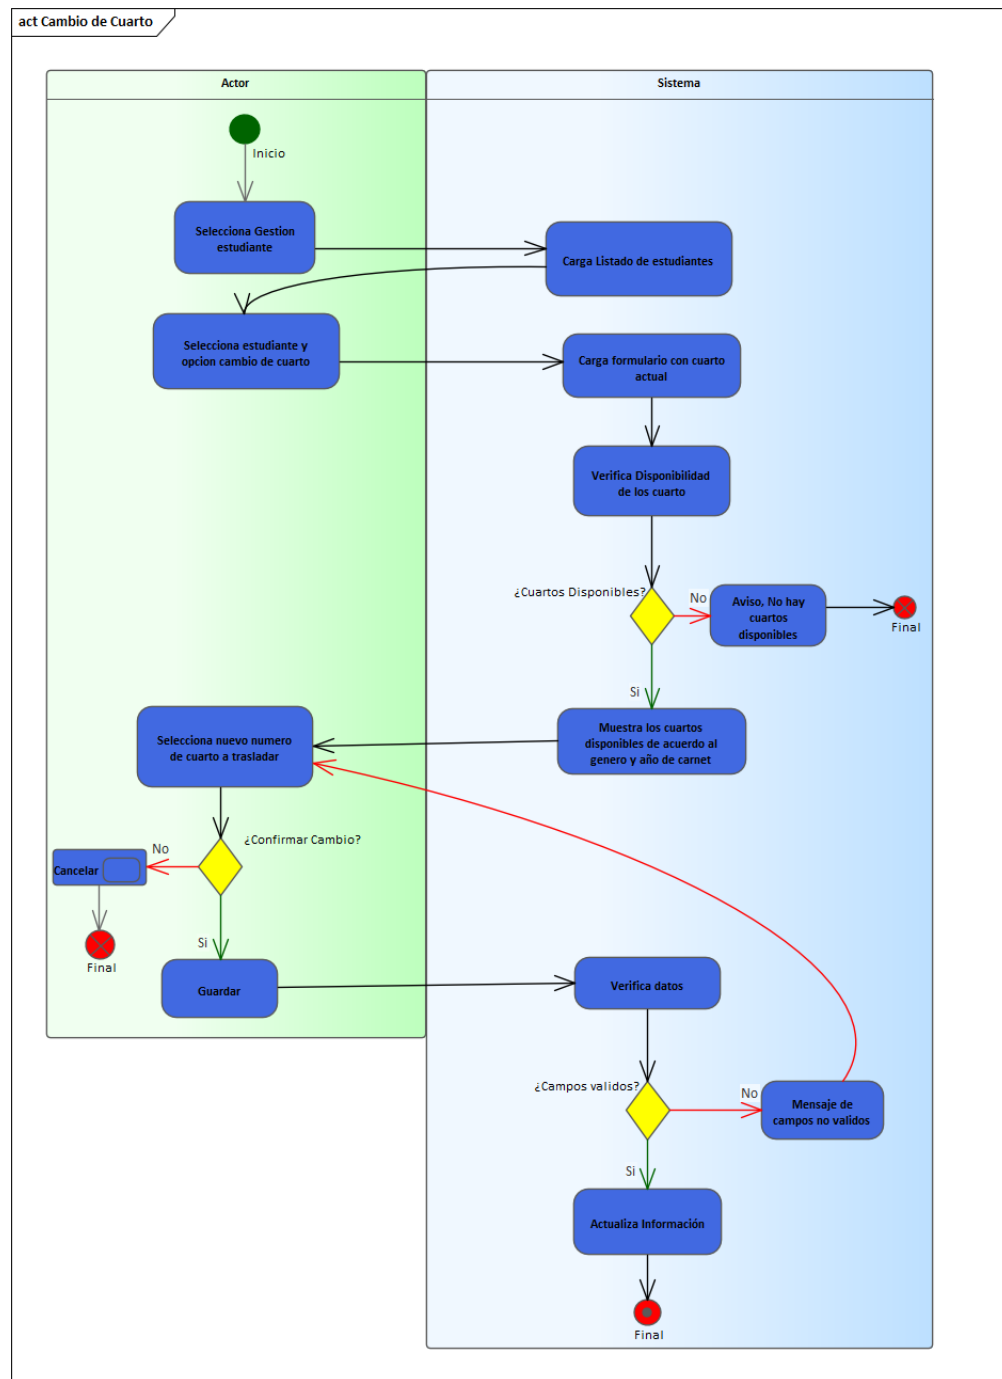 act Cambio de Cuarto
Actor
Sistema
Inicio
Selecciona Gestion
estudiante
Carga Listado de estudiantes
Selecciona estudiante y
opcion cambio de cuarto
Carga formulario con cuarto
actual
Verifica Disponibilidad
de los cuarto
¿Cuartos Disponibles?
No
Aviso, No hay
cuartos
disponibles
Final
Si
Muestra los cuartos
disponibles de acuerdo al
genero y año de carnet
Selecciona nuevo numero
de cuarto a trasladar
¿Confirmar Cambio?
No
Cancelar
Final
Si
Guardar
Verifica datos
¿Campos validos?
No
Mensaje de
campos no validos
Si
Actualiza Información
Final